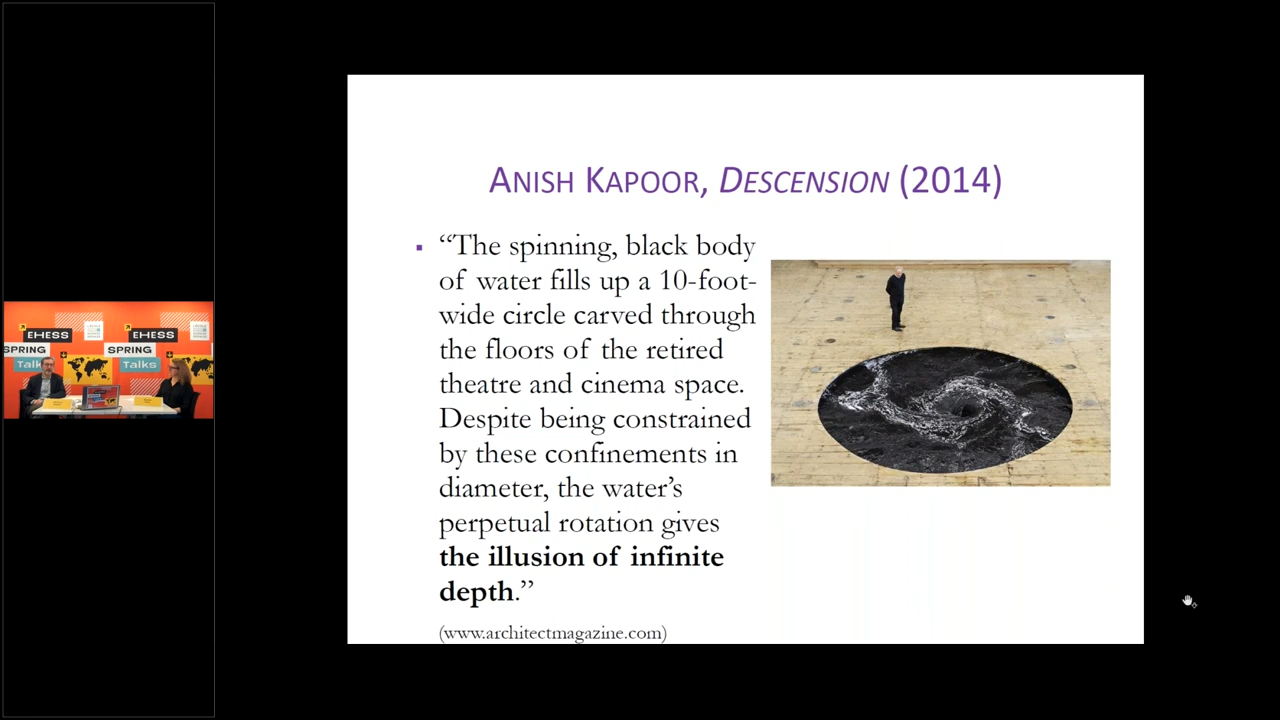 ANISH KAPOOR, DESCENSION (2014)
▪ “The spinning, black body
of water fills up a 10-foot-
wide circle carved through
the floors of the retired
theatre and cinema space.
Despite being constrained
by these confinements in
diameter, the water’s
perpetual rotation gives
the illusion of infinite
depth.”
(www.architectmagazine.com)
EHESS
EHESS
SPRING
SPRING
Talks
Talks